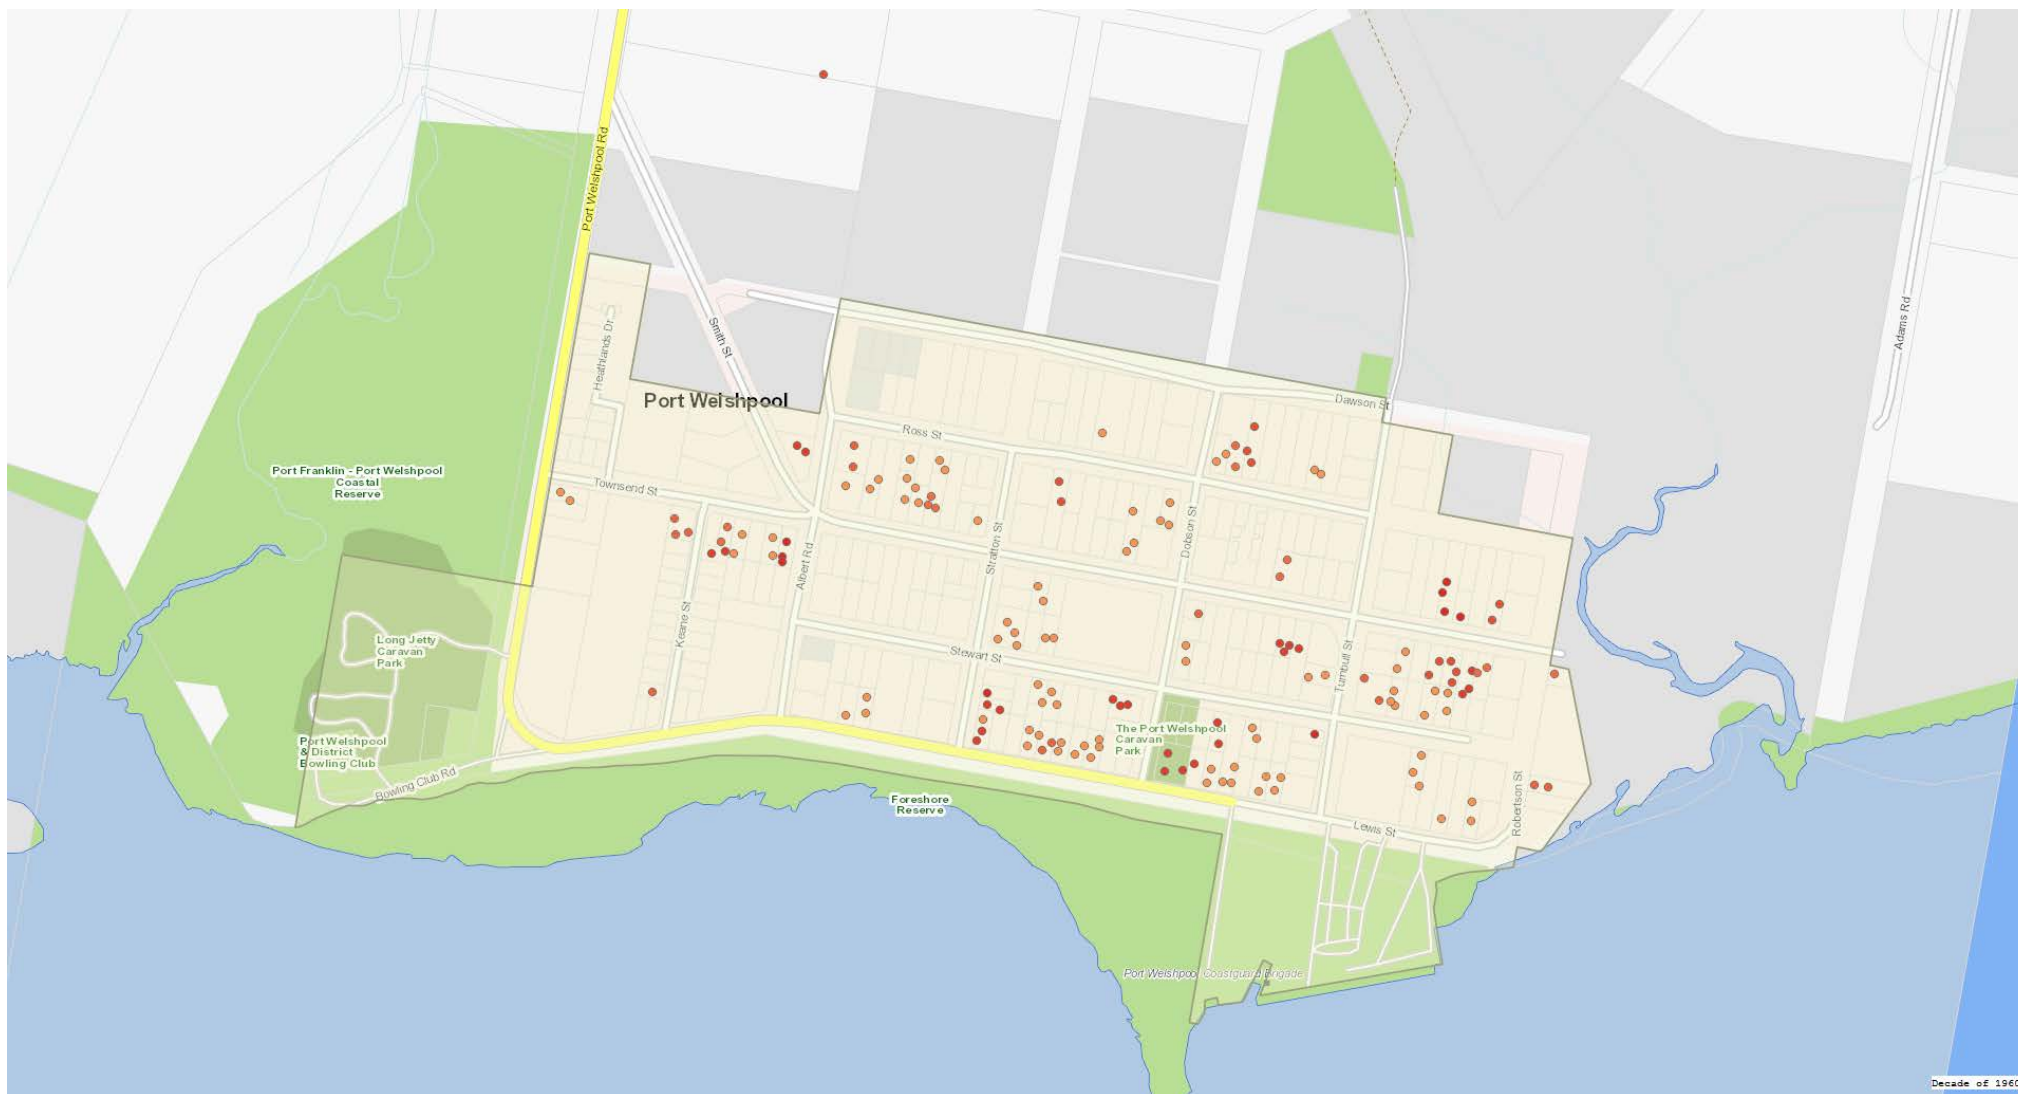 Port Welshpool Rd
Smith St
Adams Rd
Heathlands Dr
Port Welshpool
Dawson St
Ross St
Port Franklin - Port Welshpool
Coastal
Reserve
Townsend St
Stratton St
Dobson St
Albert Rd
Keane St
Long Jetty
Caravan
Park
Stewart St
Turnbull St
The Port Welshpool
Caravan
Park
Port Welshpool
& District
Bowling Club
Bowling Club Rd
Foreshore
Reserve
Robertson St
Lewis St
Port Welshpool Coastguard Brigade
Decade of 1960